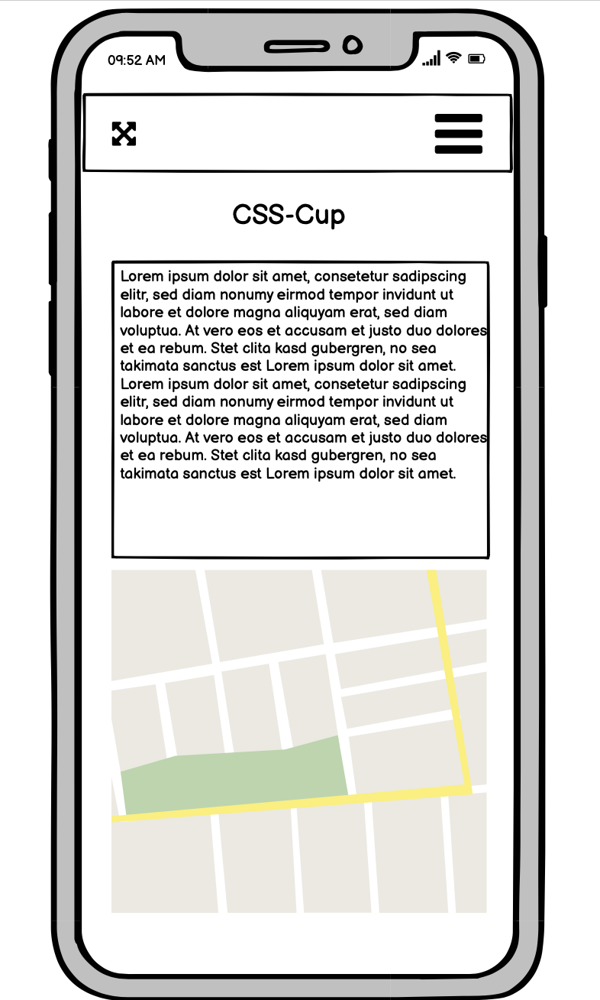 09:52 AM
CSS-Cup
Lorem ipsum dolor sit amet, consetetur sadipscing
elitr, sed diam nonumy eirmod tempor invidunt ut
labore et dolore magna aliquyam erat, sed diam
voluptua. At vero eos et accusam et justo duo dolores
et ea rebum. Stet clita kasd gubergren, no sea
takimata sanctus est Lorem ipsum dolor sit amet.
Lorem ipsum dolor sit amet, consetetur sadipscing
elitr, sed diam nonumy eirmod tempor invidunt ut
labore et dolore magna aliquyam erat, sed diam
voluptua. At vero eos et accusam et justo duo dolores
et ea rebum. Stet clita kasd gubergren, no sea
takimata sanctus est Lorem ipsum dolor sit amet.